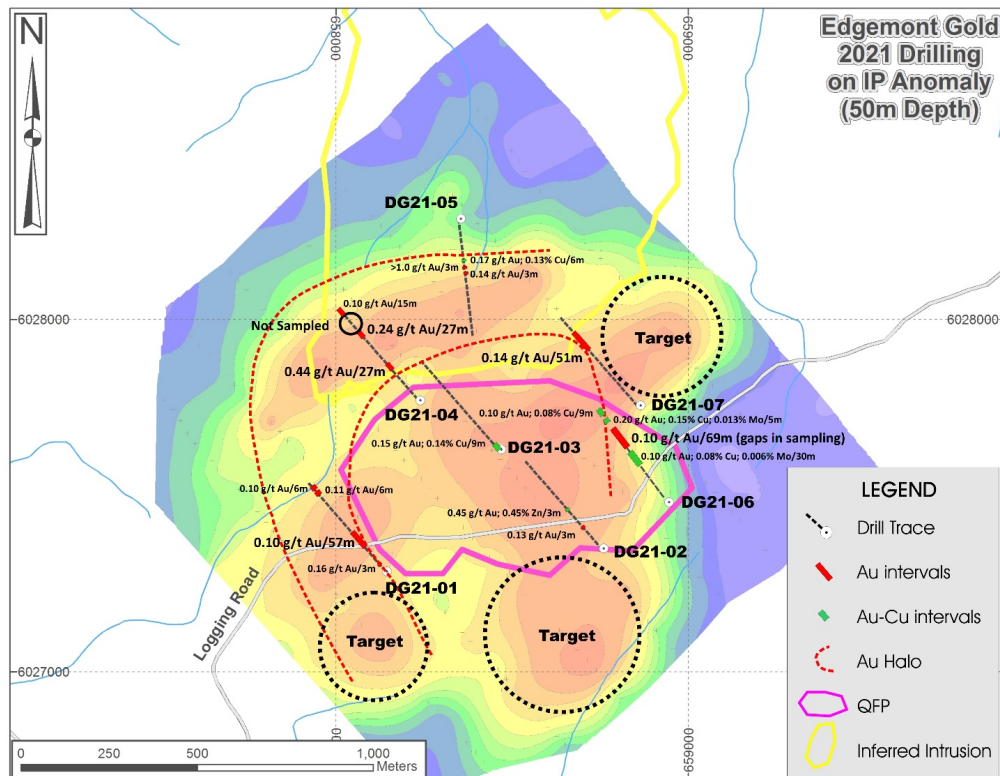 N
Edgemont Gold
2021 Drilling
on IP Anomaly
(50m Depth)
658000
659000
DG21-05
0.17 g/t Au; 0.13% Cu/6m
>1.0 g/t Au/3m
0.14 g/t Au/3m
0.10 g/t Au/15m
6028000
6028000
Not Sampled
0.24 g/t Au/27m
Target
0.14 g/t Au/51m
0.44 g/t Au/27m
DG21-04
DG21-07
0.10 g/t Au; 0.08% Cu/9m
0.20 g/t Au; 0.15% Cu; 0.013% Mo/5m
0.10 g/t Au/69m (gaps in sampling)
0.15 g/t Au; 0.14% Cu/9m
DG21-03
0.10 g/t Au; 0.08% Cu; 0.006% Mo/30m
0.10 g/t Au/6m
0.11 g/t Au/6m
DG21-06
0.45 g/t Au; 0.45% Zn/3m
0.13 g/t Au/3m
0.10 g/t Au/57m
DG21-02
0.16 g/t Au/3m
DG21-01
Logging Road
Target
Target
6027000
6027000
658000
659000
LEGEND
Drill Trace
Au intervals
Au-Cu intervals
Au Halo
QFP
Inferred Intrusion
0 500 1,000
Meters